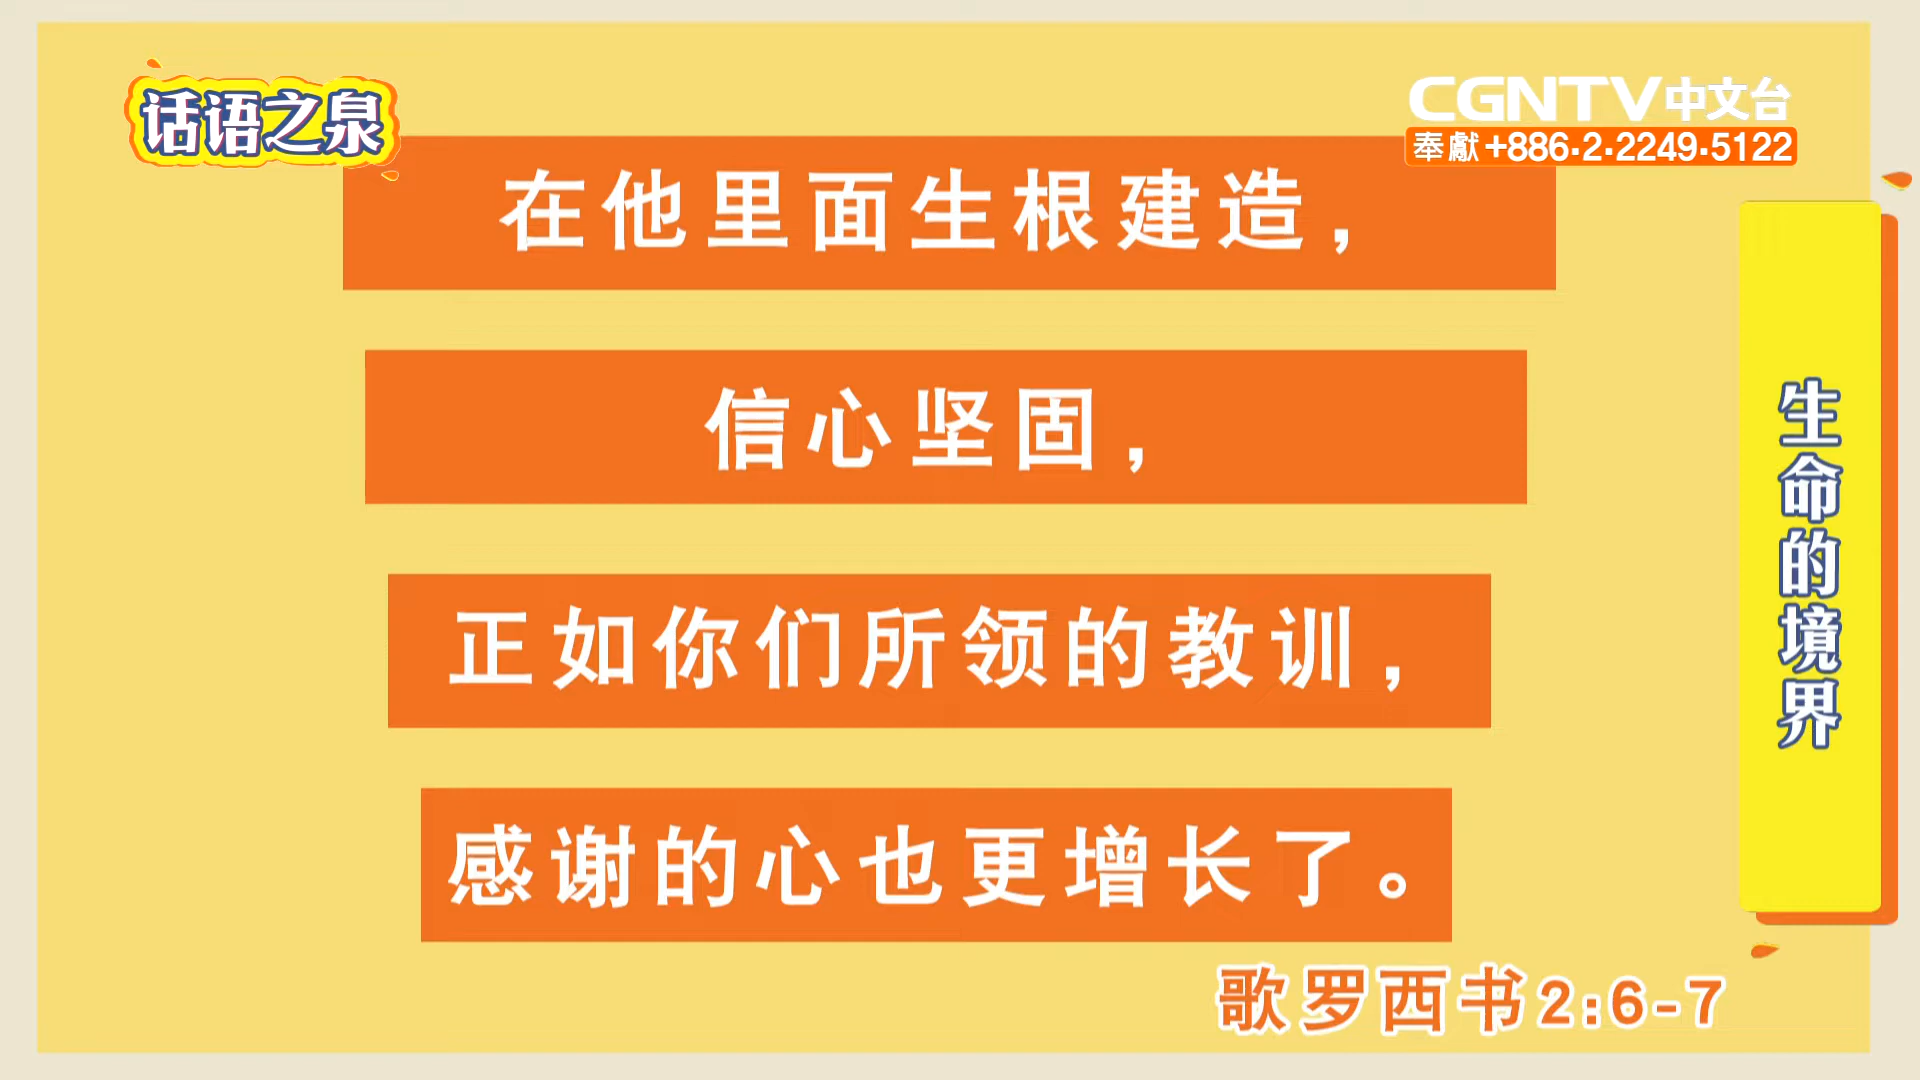 话语之泉
CGNTV中文台
奉獻+886·2·2249·5122
在他里面生根建造，
信心坚固，
正如你们所领的教训，
感谢的心也更增长了。
生命的境界
歌罗西书2:6-7